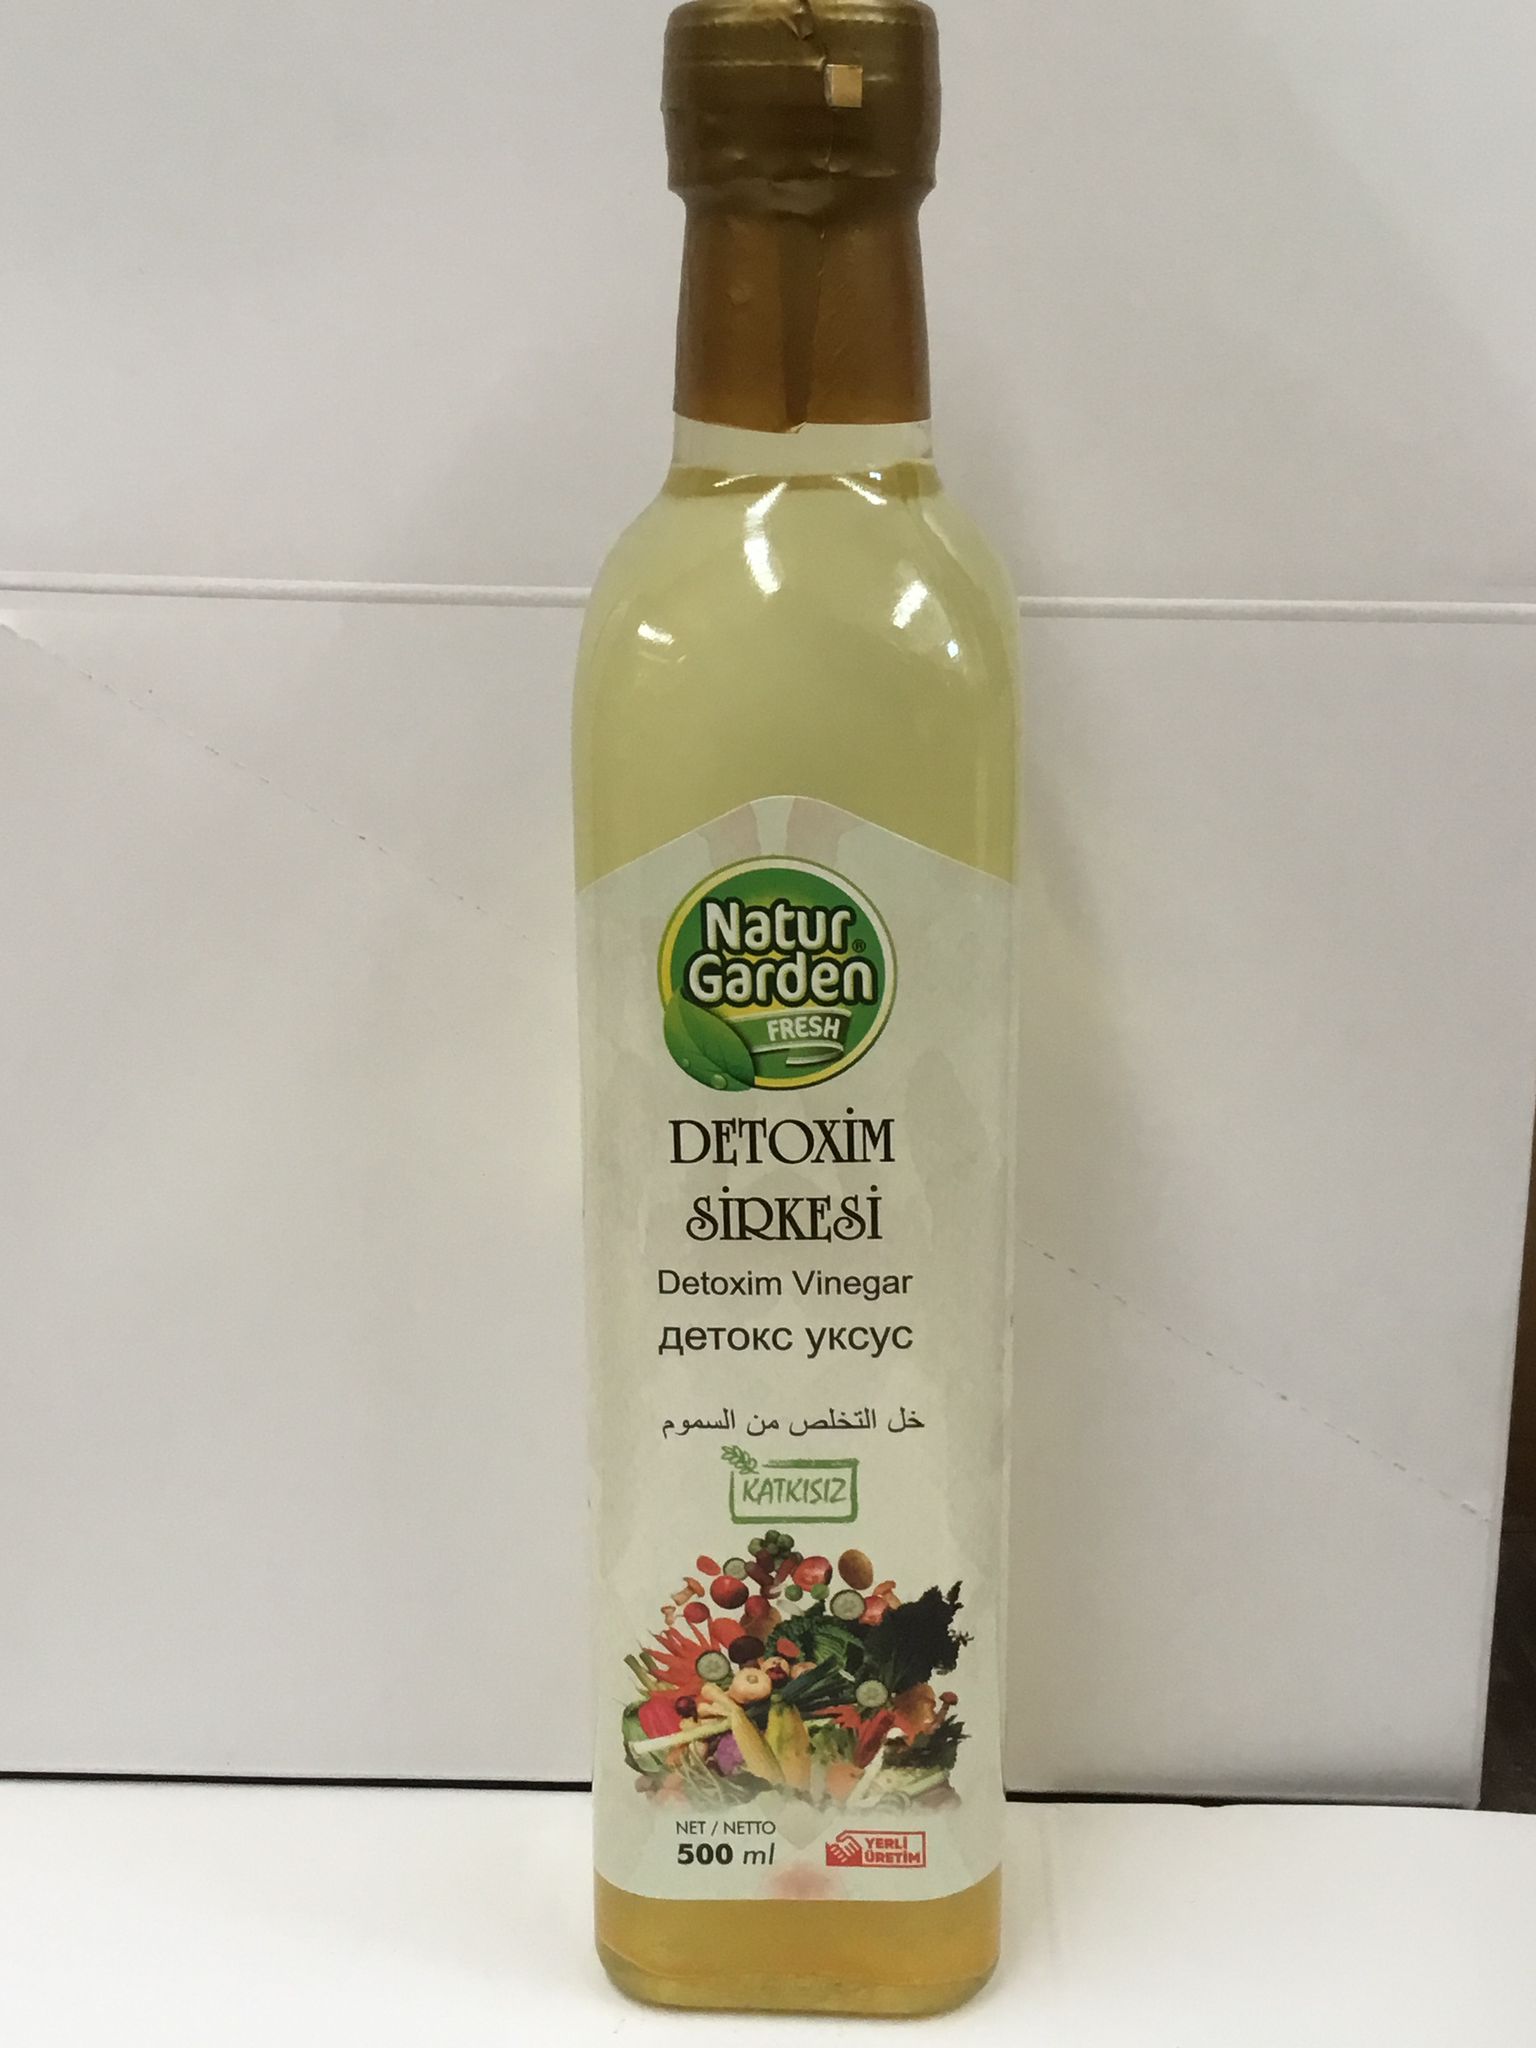 Natur
Garden®
FRESH
DETOXİM
SİRKESİ
Detoxim Vinegar
детокс уксус
خل التخلص من السموم
KATKISIZ
NET / NETTO
500 ml
YERLİ
ÜRETİM